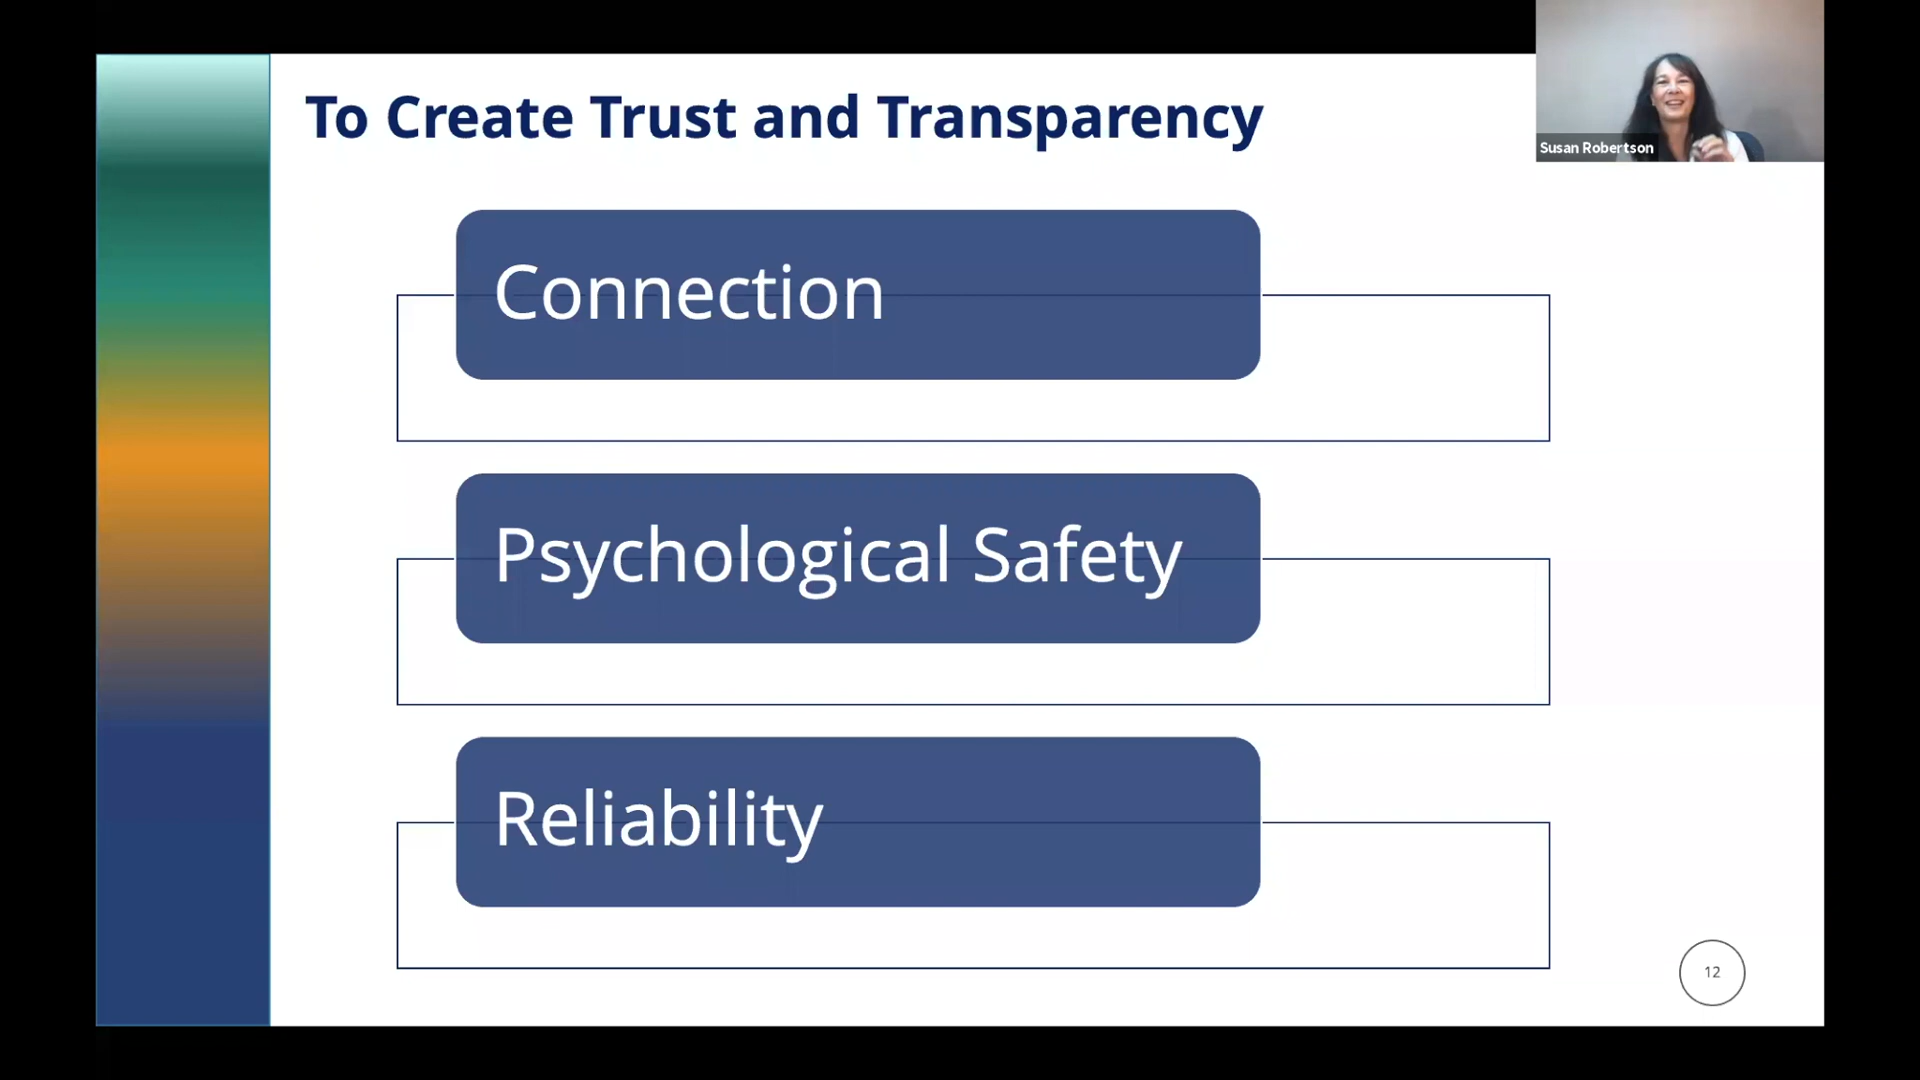 To Create Trust and Transparency
Susan Robertson
Connection
Psychological Safety
Reliability
12